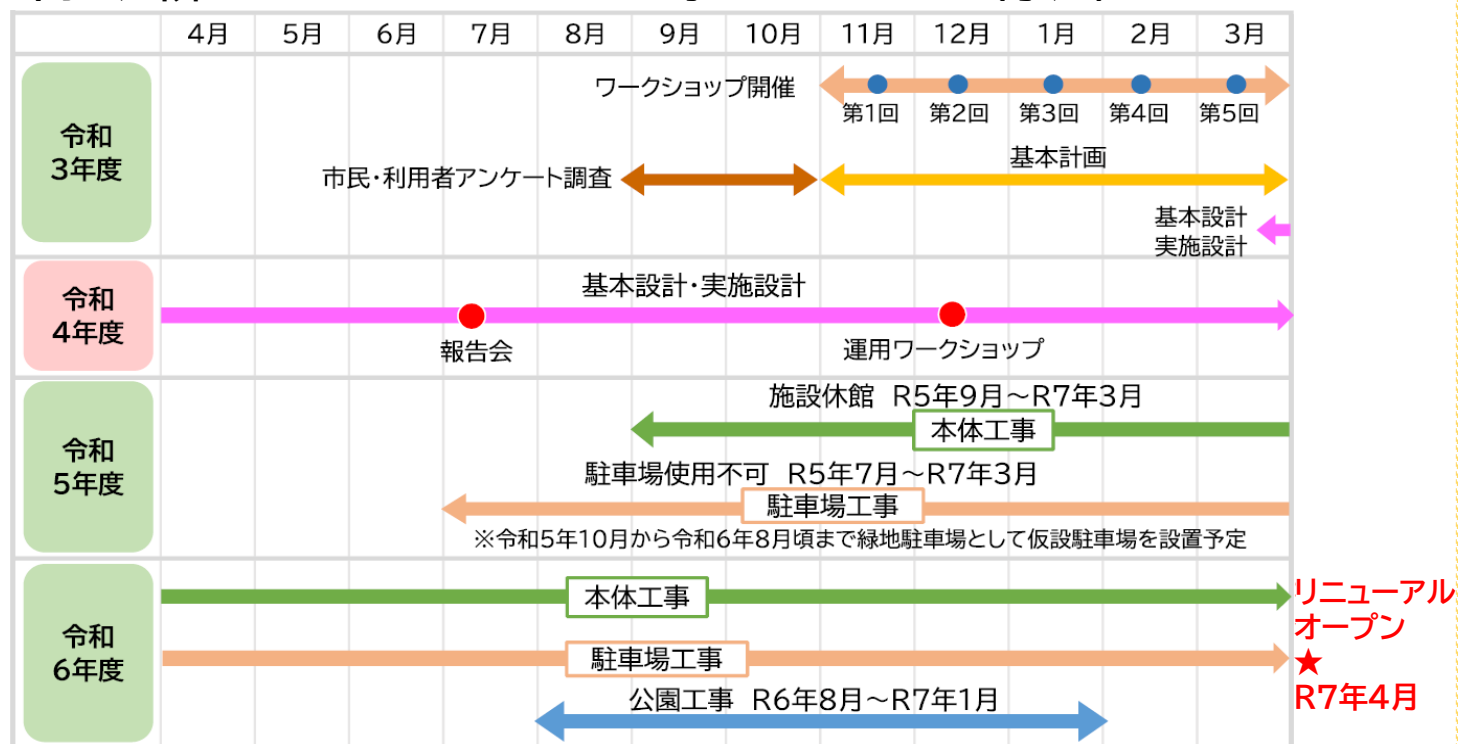 4月 5月 6月 7月 8月 9月 10月 11月 12月 1月 2月 3月
令和
3年度
ワークショップ開催
第1回 第2回 第3回 第4回 第5回
市民・利用者アンケート調査
基本計画
基本設計
実施設計
令和
4年度
基本設計・実施設計
報告会
運用ワークショップ
令和
5年度
施設休館 R5年9月～R7年3月
本体工事
駐車場使用不可 R5年7月～R7年3月
駐車場工事
※令和5年10月から令和6年8月頃まで緑地駐車場として仮設駐車場を設置予定
令和
6年度
本体工事
駐車場工事
公園工事 R6年8月～R7年1月
リニューアル
オープン
★
R7年4月